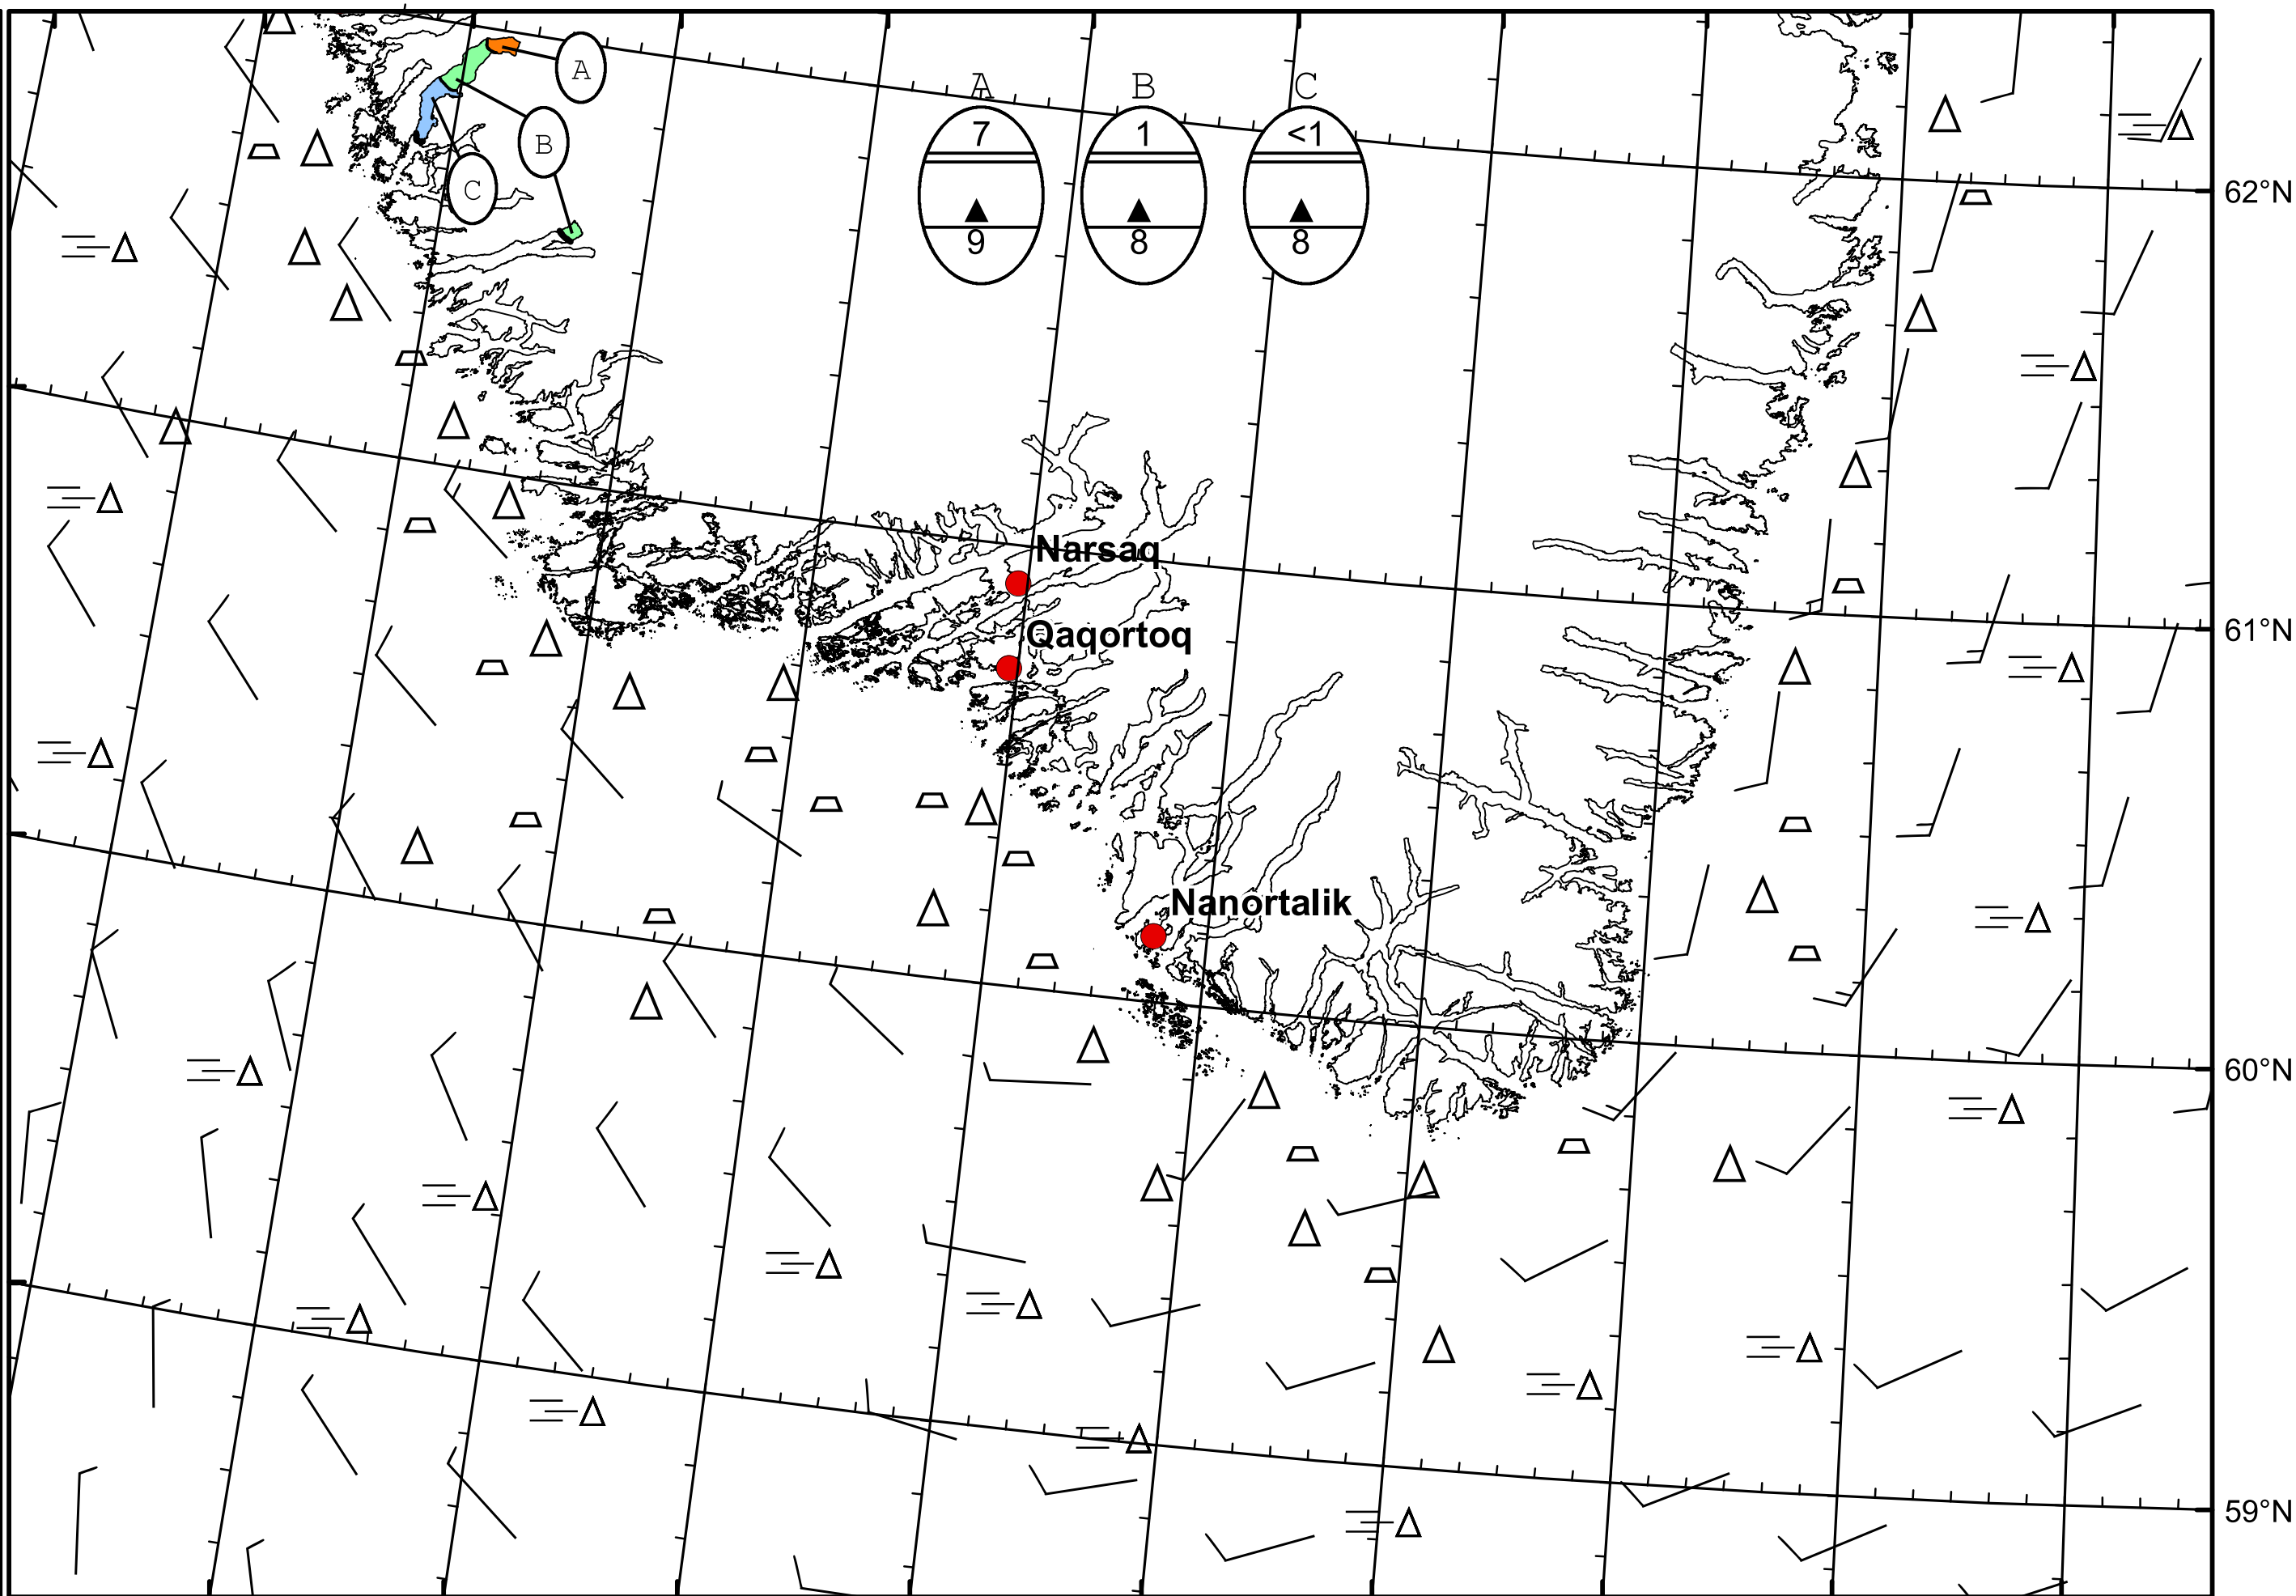 A B C
7 1 <1
9 8 8
A
B
C
62°N
Narsaq
61°N
Qaqortoq
Nanortalik
60°N
59°N